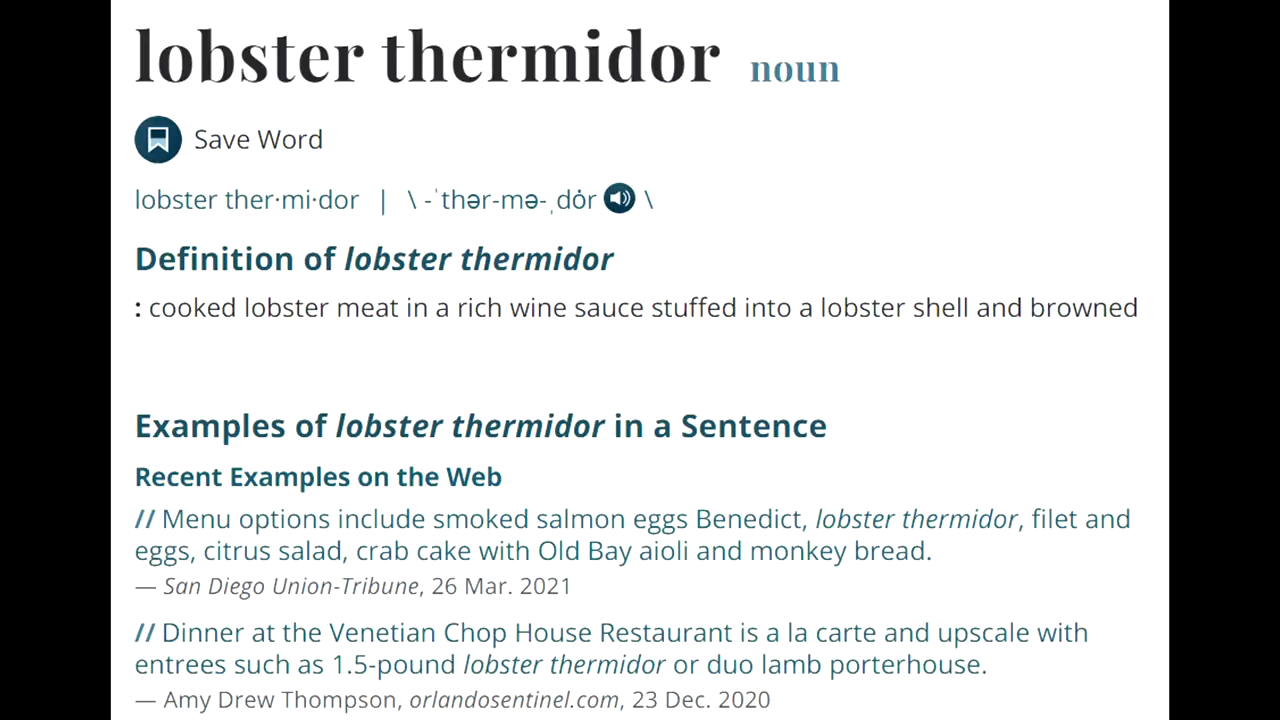 lobster thermidor noun
Save Word
lobster ther·mi·dor | \ -ˈthər-mə-ˌdȯr \
Definition of lobster thermidor
: cooked lobster meat in a rich wine sauce stuffed into a lobster shell and browned
Examples of lobster thermidor in a Sentence
Recent Examples on the Web
// Menu options include smoked salmon eggs Benedict, lobster thermidor, filet and
eggs, citrus salad, crab cake with Old Bay aioli and monkey bread.
— San Diego Union-Tribune, 26 Mar. 2021
// Dinner at the Venetian Chop House Restaurant is a la carte and upscale with
entrees such as 1.5-pound lobster thermidor or duo lamb porterhouse.
— Amy Drew Thompson, orlandosentinel.com, 23 Dec. 2020